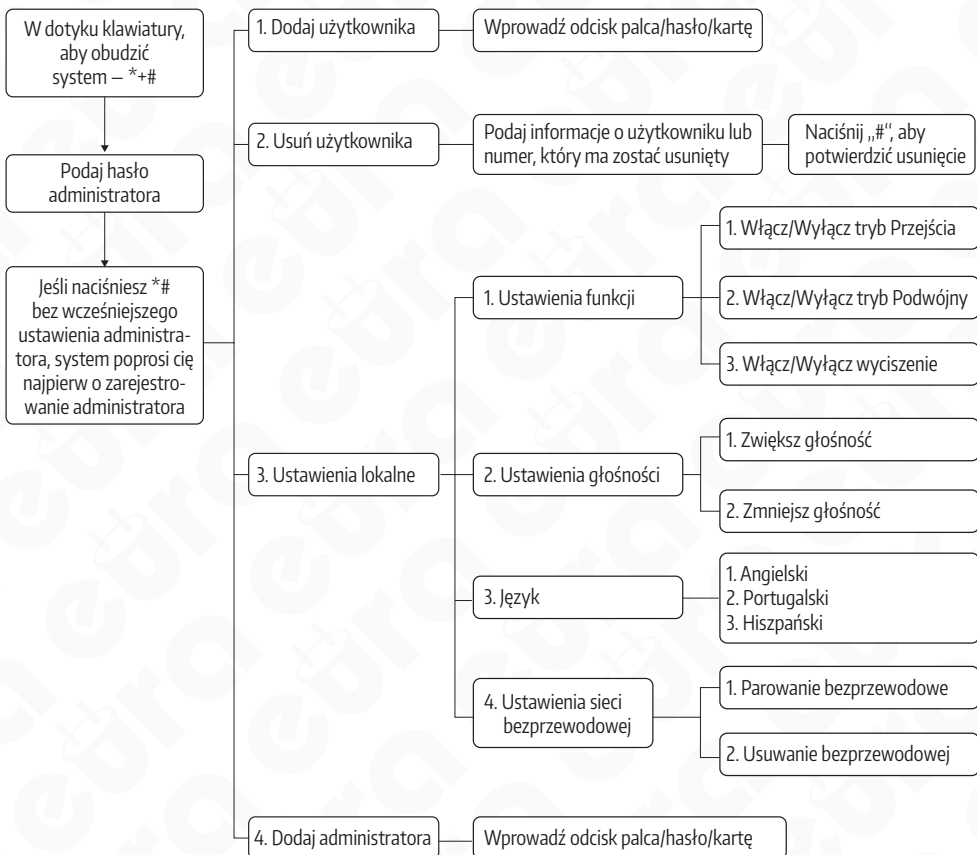 W dotyku klawiatury,
aby obudzić
system – *+#
Podaj hasło
administratora
Jeśli naciśniesz *#
bez wcześniejszego
ustawienia administra-
tora, system poprosi cię
najpierw o zarejestro-
wanie administratora
1. Dodaj użytkownika
Wprowadź odcisk palca/hasło/kartę
2. Usuń użytkownika
Podaj informacje o użytkowniku lub
numer, który ma zostać usunięty
Naciśnij „#“, aby
potwierdzić usunięcie
3. Ustawienia lokalne
1. Ustawienia funkcji
1. Włącz/Wyłącz tryb Przejścia
2. Włącz/Wyłącz tryb Podwójny
3. Włącz/Wyłącz wyciszenie
2. Ustawienia głośności
1. Zwiększ głośność
2. Zmniejsz głośność
3. Język
1. Angielski
2. Portugalski
3. Hiszpański
4. Ustawienia sieci
bezprzewodowej
1. Parowanie bezprzewodowe
2. Usuwanie bezprzewodowej
4. Dodaj administratora
Wprowadź odcisk palca/hasło/kartę